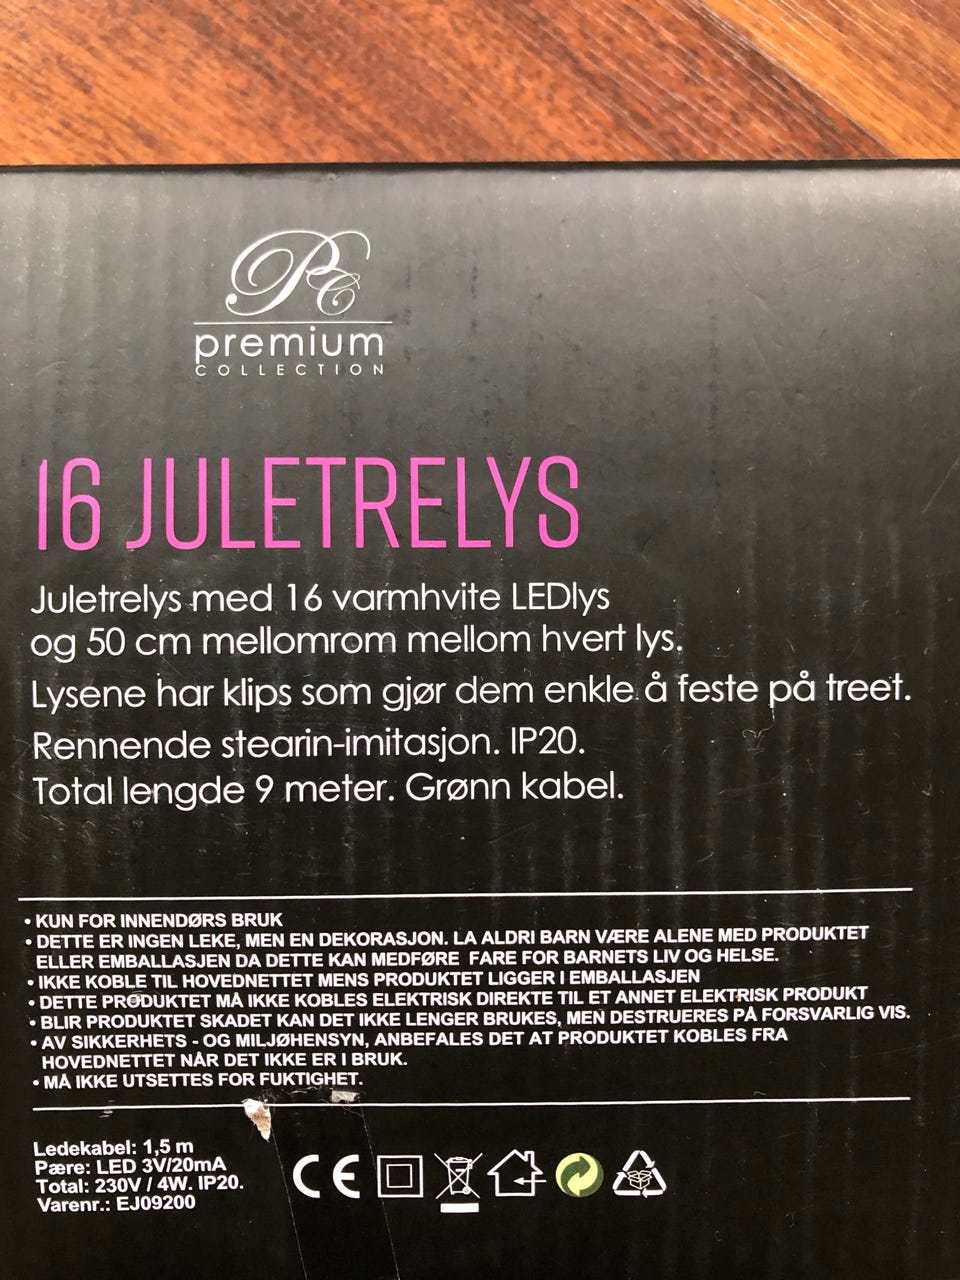 PC
premium
COLLECTION
16 JULETRELYS
Juletrelys med 16 varmhvite LEDlys
og 50 cm mellomrom mellom hvert lys.
Lysene har klips som gjør dem enkle å feste på treet.
Rennende stearin-imitasjon. IP20.
Total lengde 9 meter. Grønn kabel.
• KUN FOR INNENDØRS BRUK
• DETTE ER INGEN LEKE, MEN EN DEKORASJON. LA ALDRI BARN VÆRE ALENE MED PRODUKTET
ELLER EMBALLASJEN DA DETTE KAN MEDFØRE FARE FOR BARNETS LIV OG HELSE.
• IKKE KOBLE TIL HOVEDNETTET MENS PRODUKTET LIGGER I EMBALLASJEN
• DETTE PRODUKTET MÅ IKKE KOBLES ELEKTRISK DIREKTE TIL ET ANNET ELEKTRISK PRODUKT
• BLIR PRODUKTET SKADET KAN DET IKKE LENGER BRUKES, MEN DESTRUERES PÅ FORSVARLIG VIS.
• AV SIKKERHETS - OG MILJØHENSYN, ANBEFALES DET AT PRODUKTET KOBLES FRA
HOVEDNETTET NÅR DET IKKE ER I BRUK.
• MÅ IKKE UTSETTES FOR FUKTIGHET.
Ledekabel: 1,5 m
Pære: LED 3V/20mA
Total: 230V / 4W. IP20.
Varenr.: EJ09200
CE